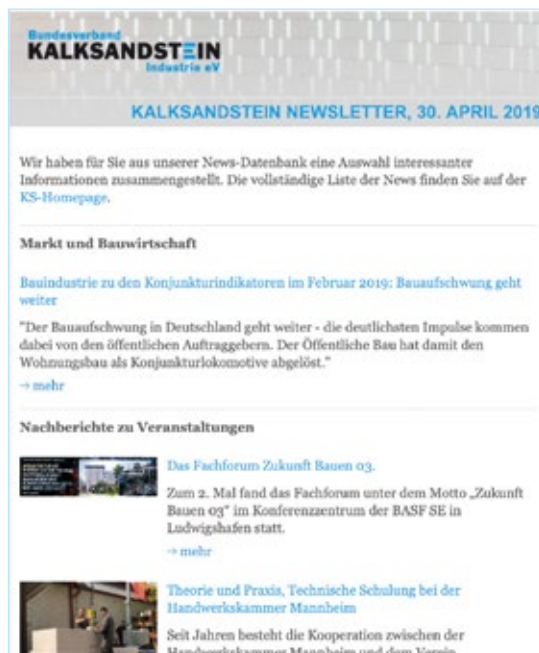 Bundesverband
KALKSANDSTEIN
Industrie eV
KALKSANDSTEIN NEWSLETTER, 30. APRIL 2019
Wir haben für Sie aus unserer News-Datenbank eine Auswahl interessanter
Informationen zusammengestellt. Die vollständige Liste der News finden Sie auf der
KS-Homepage.
Markt und Bauwirtschaft
Bauindustrie zu den Konjunkturindikatoren im Februar 2019: Bauaufschwung geht
weiter
"Der Bauaufschwung in Deutschland geht weiter - die deutlichsten Impulse kommen
dabei von den öffentlichen Auftraggebern. Der Öffentliche Bau hat damit den
Wohnungsbau als Konjunkturlokomotive abgelöst."
→ mehr
Nachberichte zu Veranstaltungen
Das Fachforum Zukunft Bauen 03.
Zum 2. Mal fand das Fachforum unter dem Motto „Zukunft
Bauen 03" im Konferenzzentrum der BASF SE in
Ludwigshafen statt.
→ mehr
Theorie und Praxis, Technische Schulung bei der
Handwerkskammer Mannheim
Seit Jahren besteht die Kooperation zwischen der
Handwerkskammer Mannheim und dem Verein